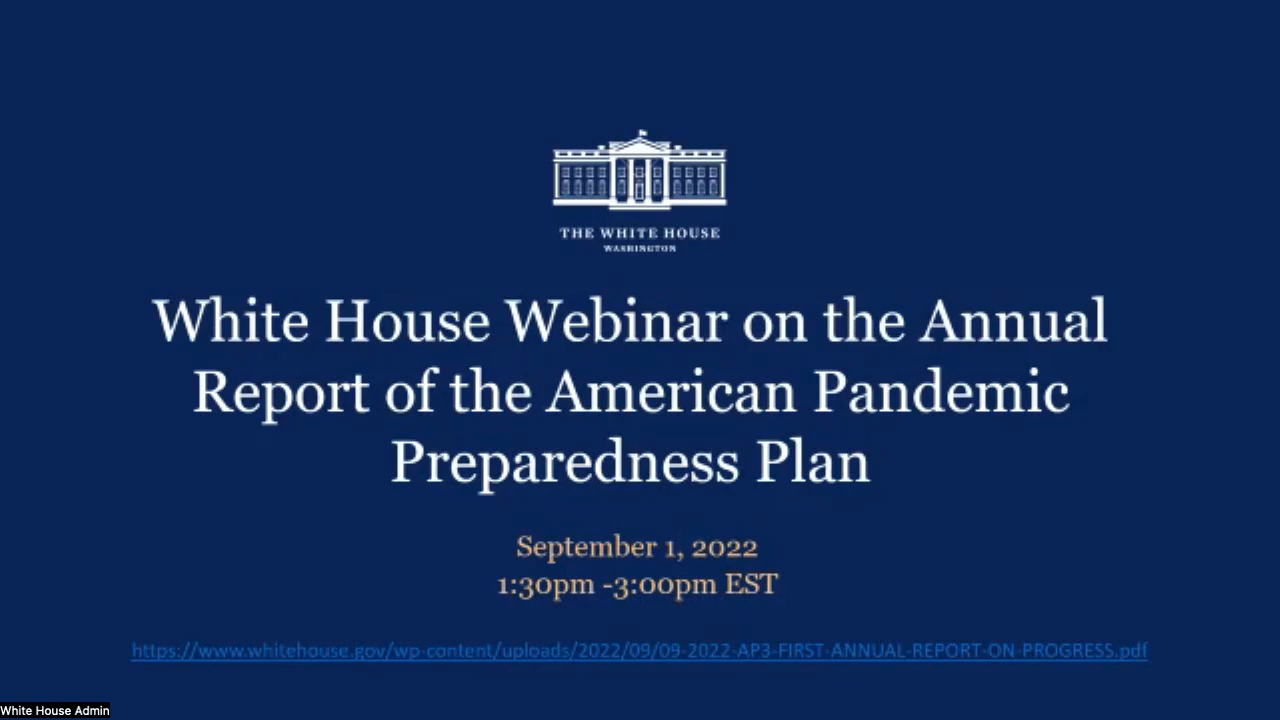 THE WHITE HOUSE
WASHINGTON
White House Webinar on the Annual
Report of the American Pandemic
Preparedness Plan
September 1, 2022
1:30pm -3:00pm EST
https://www.whitehouse.gov/wp-content/uploads/2022/09/09-2022-AP3-FIRST-ANNUAL-REPORT-ON-PROGRESS.pdf
White House Admin